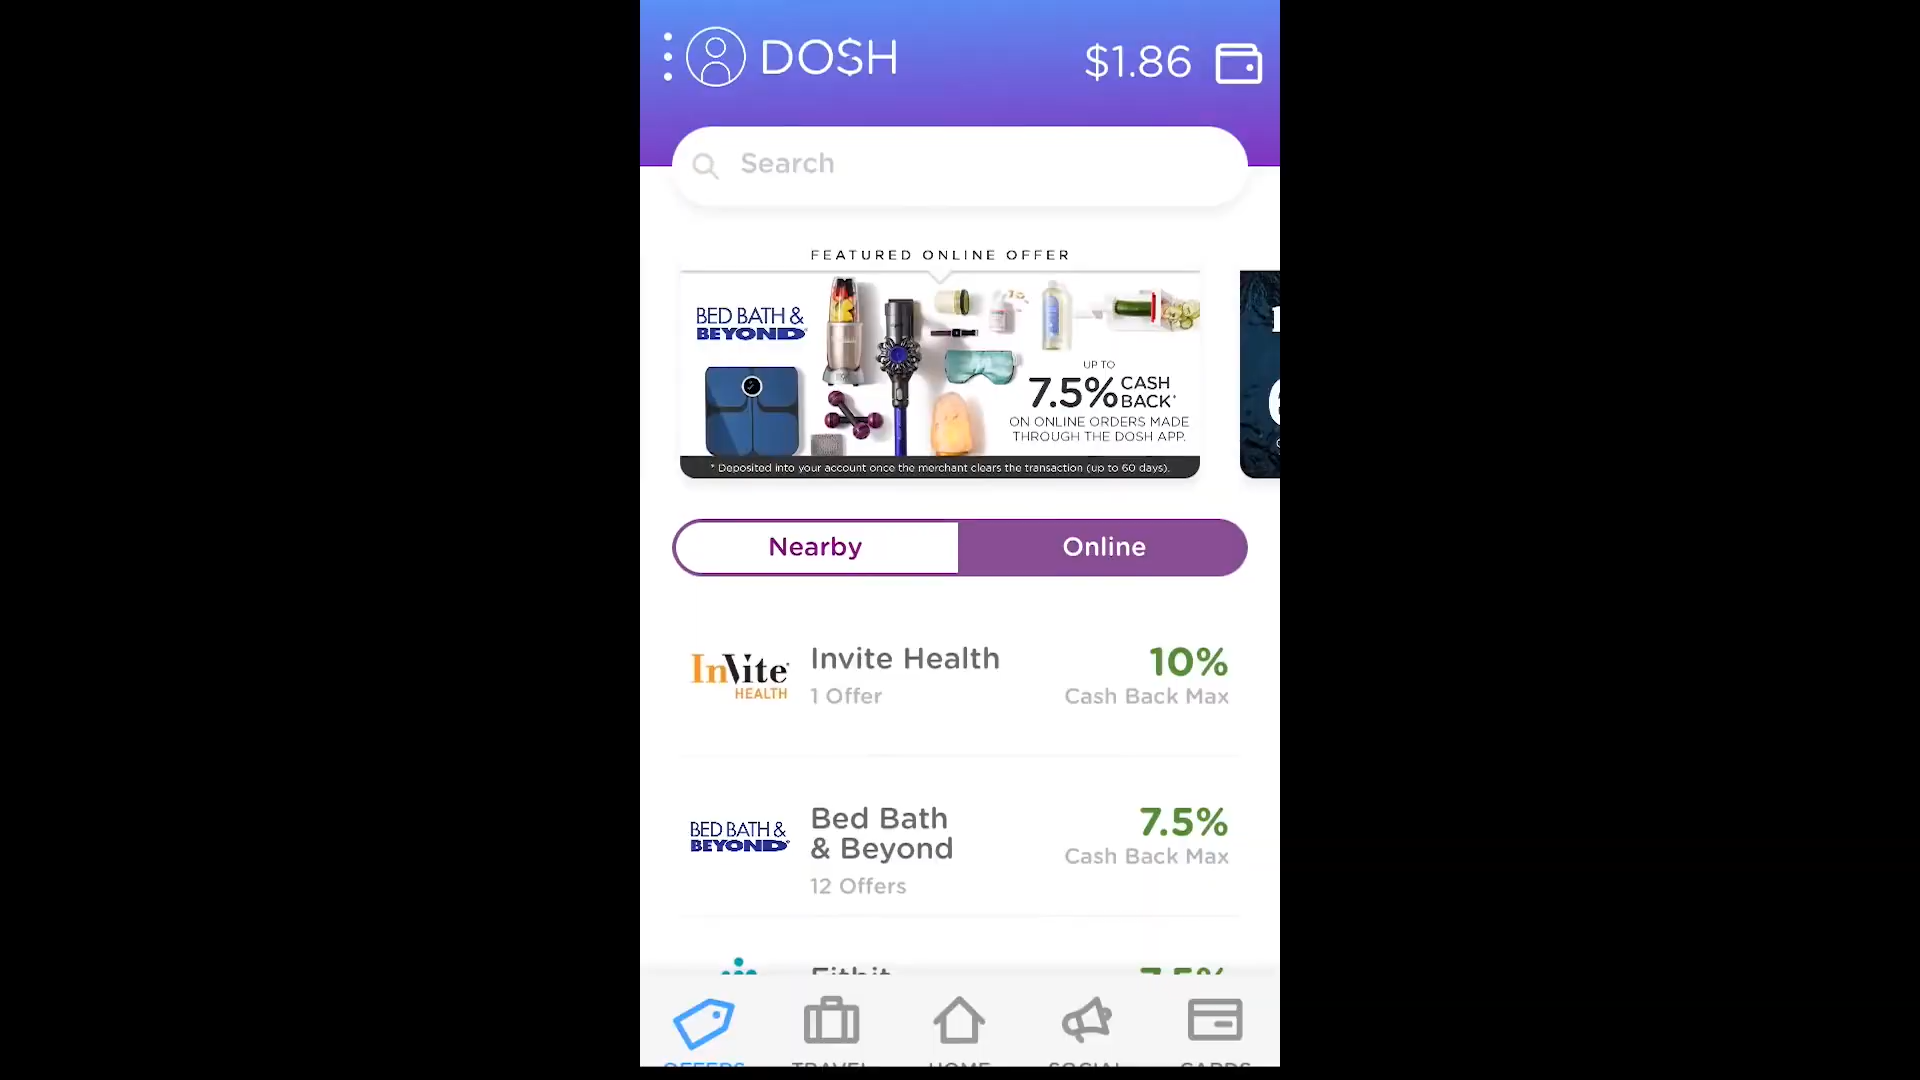 DOSH
$1.86
Search
FEATURED ONLINE OFFER
BED BATH &
BEYOND
UP TO
7.5% CASH BACK*
ON ONLINE ORDERS MADE
THROUGH THE DOSH APP.
* Deposited into your account once the merchant clears the transaction (up to 60 days).
Nearby
Online
InVite
HEALTH
Invite Health
1 Offer
10%
Cash Back Max
BED BATH &
BEYOND
Bed Bath
& Beyond
12 Offers
7.5%
Cash Back Max
Fitbit
7.5%
OFFERS
TRAVEL
HOME
SOCIAL
CARDS